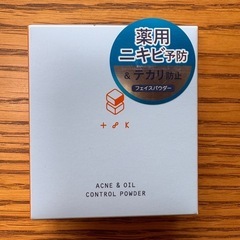 薬用
ニキビ予防
&テカリ防止
フェイスパウダー
+ & K
ACNE & OIL
CONTROL POWDER